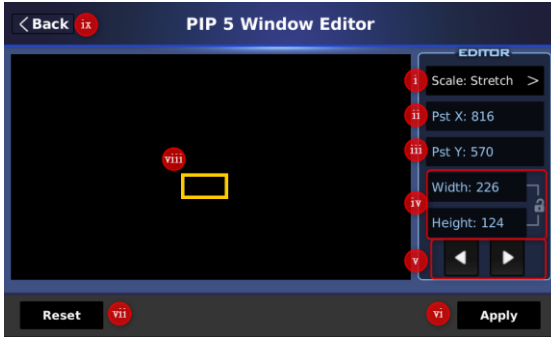 < Back ix PIP 5 Window Editor
EDITOR
i Scale: Stretch >
ii Pst X: 816
iii Pst Y: 570
viii
iv Width: 226
Height: 124
v
Reset vii vi Apply